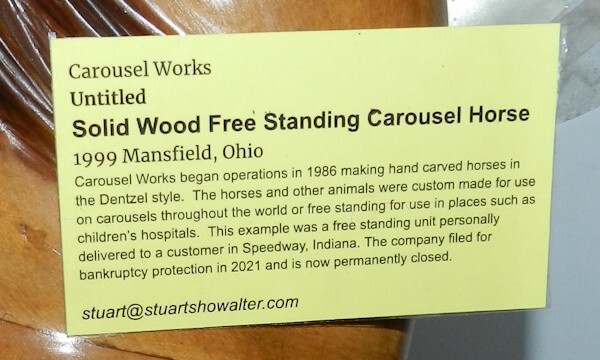 Carousel Works
Untitled
Solid Wood Free Standing Carousel Horse
1999 Mansfield, Ohio
Carousel Works began operations in 1986 making hand carved horses in
the Dentzel style.  The horses and other animals were custom made for use
on carousels throughout the world or free standing for use in places such as
children's hospitals.  This example was a free standing unit personally
delivered to a customer in Speedway, Indiana. The company filed for
bankruptcy protection in 2021 and is now permanently closed.
stuart@stuartshowalter.com